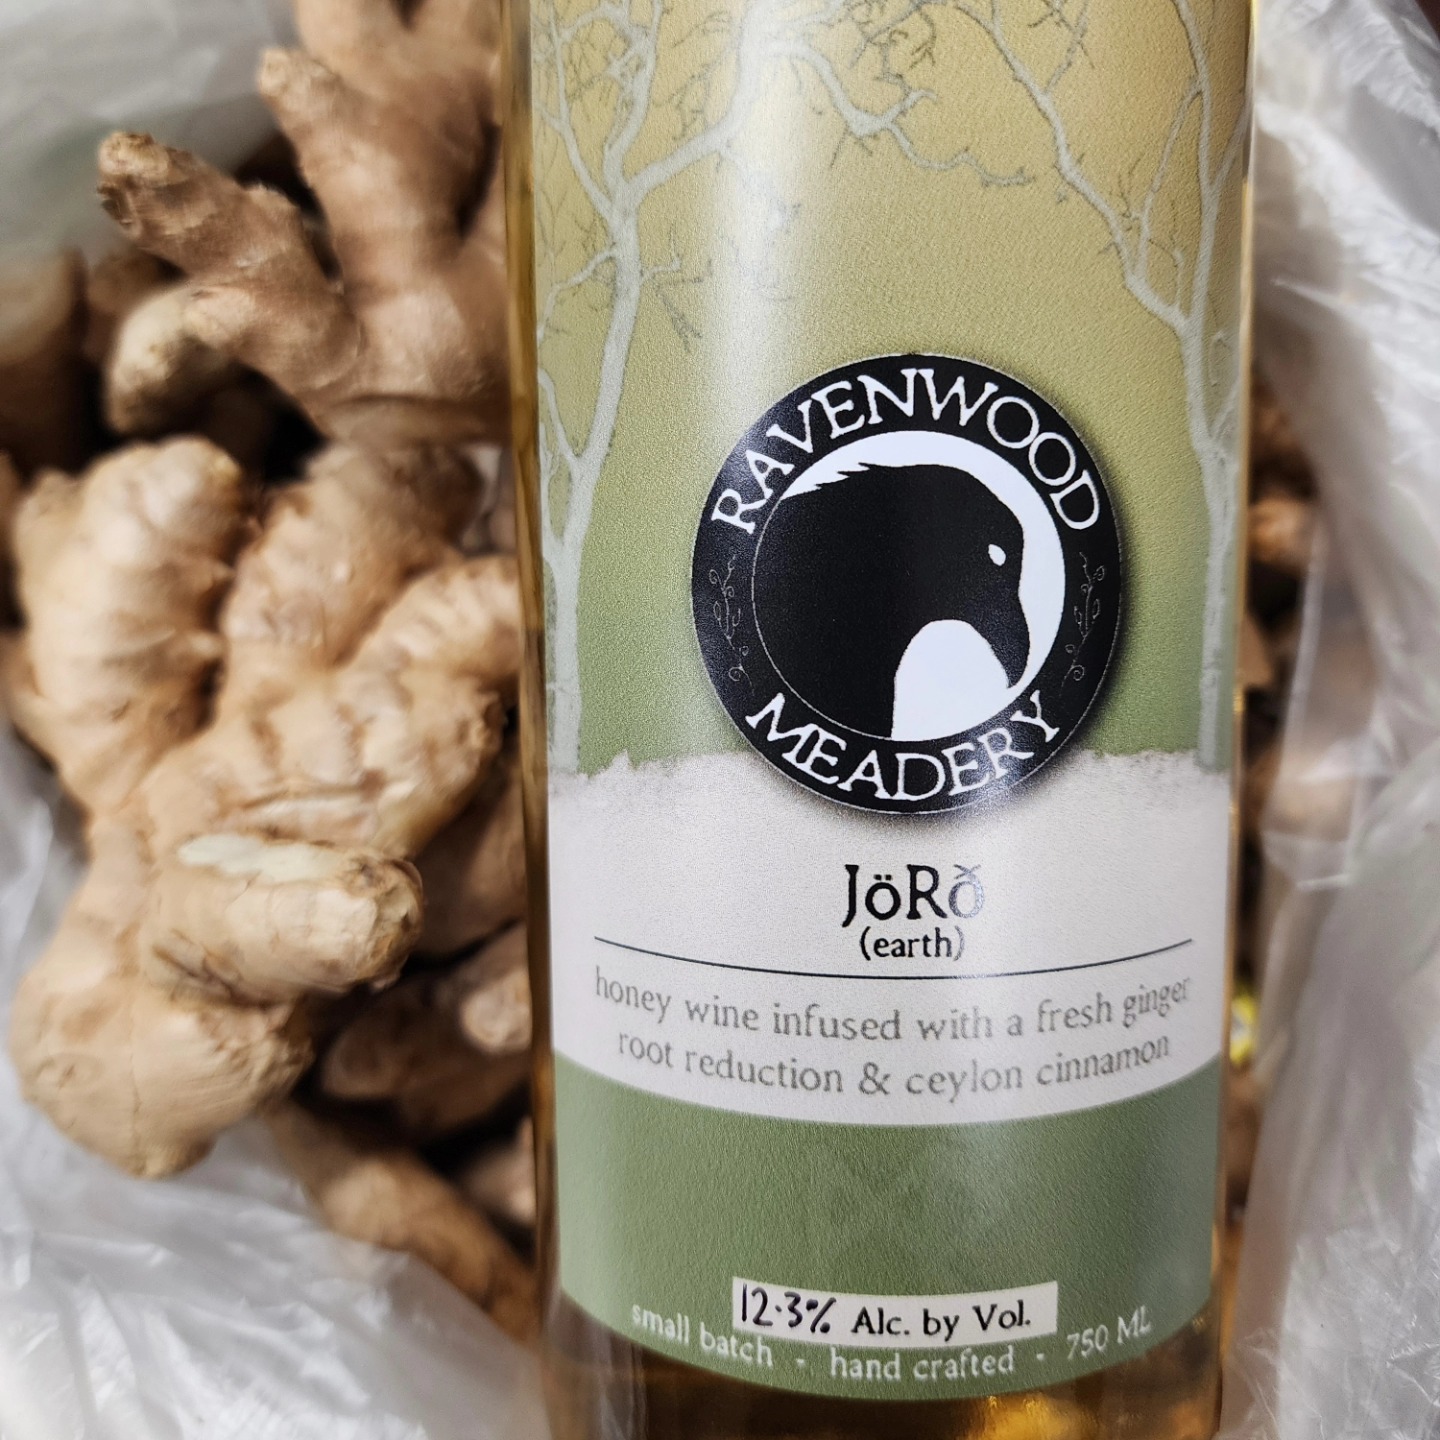 RAVENWOOD
MEADERY
JöRð
(earth)
honey wine infused with a fresh ginger
root reduction & ceylon cinnamon
12.3% Alc. by Vol.
small batch - hand crafted - 750 ML